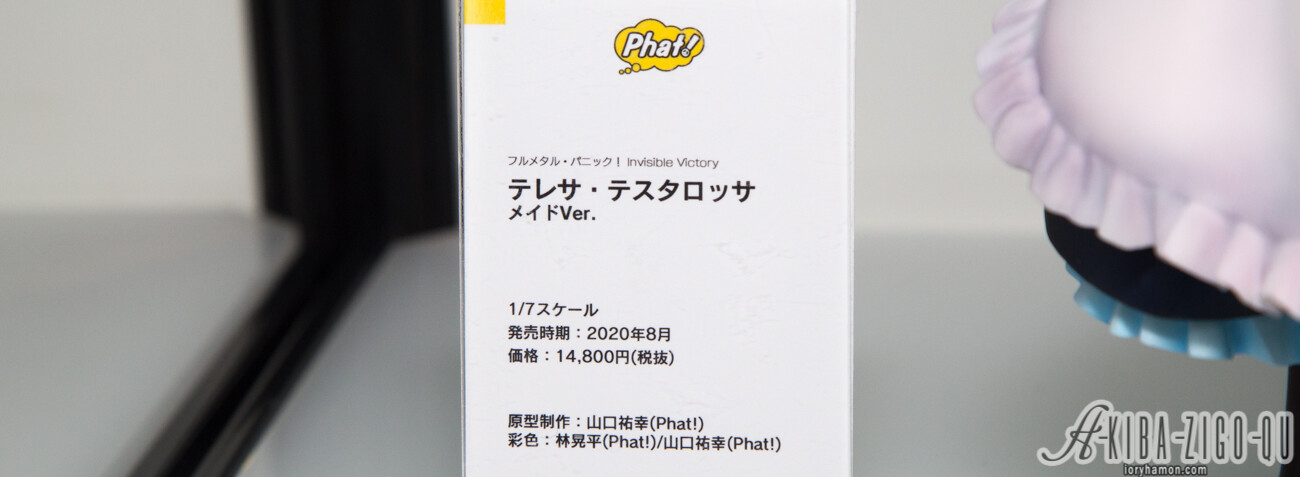 Phat!
フルメタル・パニック! Invisible Victory
テレサ・テスタロッサ
メイドVer.
1/7スケール
発売時期：2020年8月
価格：14,800円(税抜)
原型制作：山口祐幸(Phat!)
彩色：林晃平(Phat!)/山口祐幸(Phat!)
A-KIBA-ZIGO-QU
loryhamon.com